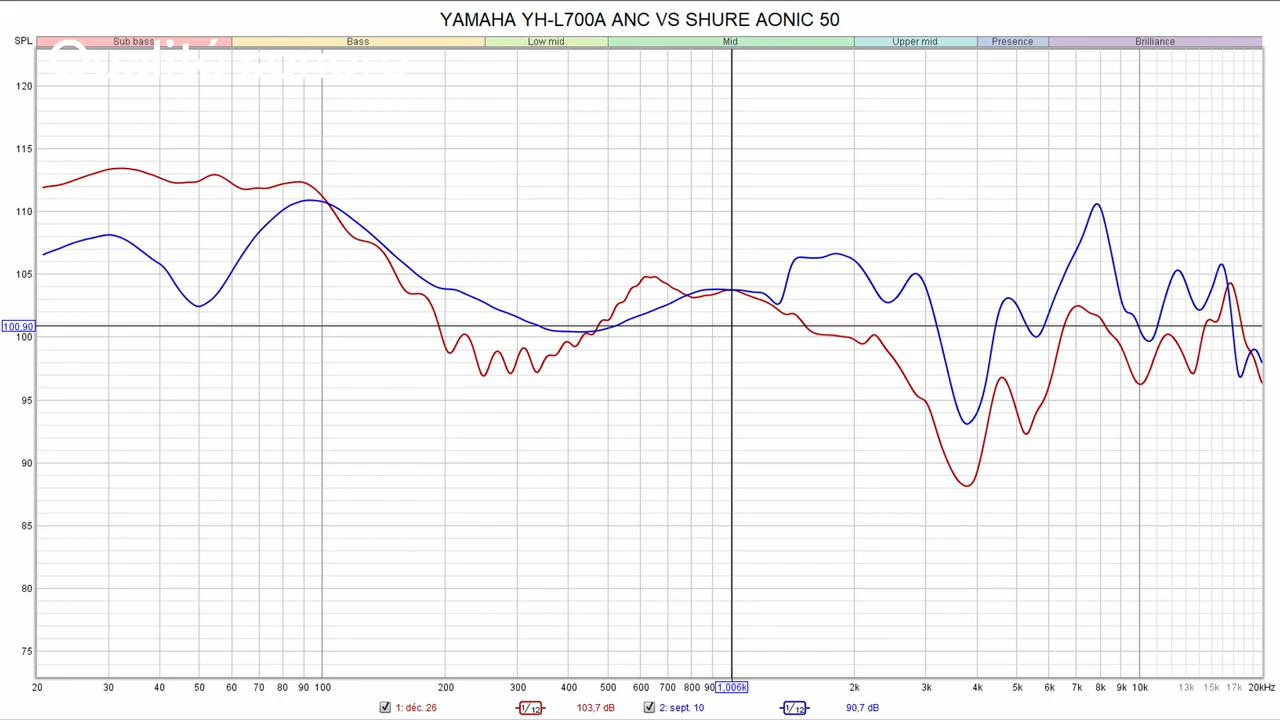 YAMAHA YH-L700A ANC VS SHURE AONIC 50
SPL Sub bass Bass Low mid Mid Upper mid Presence Brilliance
120
115
110
105
100,90
100
95
90
85
80
75
20 30 40 50 60 70 80 90 100 200 300 400 500 600 700 800 90 1,006k 2k 3k 4k 5k 6k 7k 8k 9k 10k 13k 15k 17k 20kHz
1: déc. 26 1/12 103,7 dB 2: sept. 10 1/12 90,7 dB